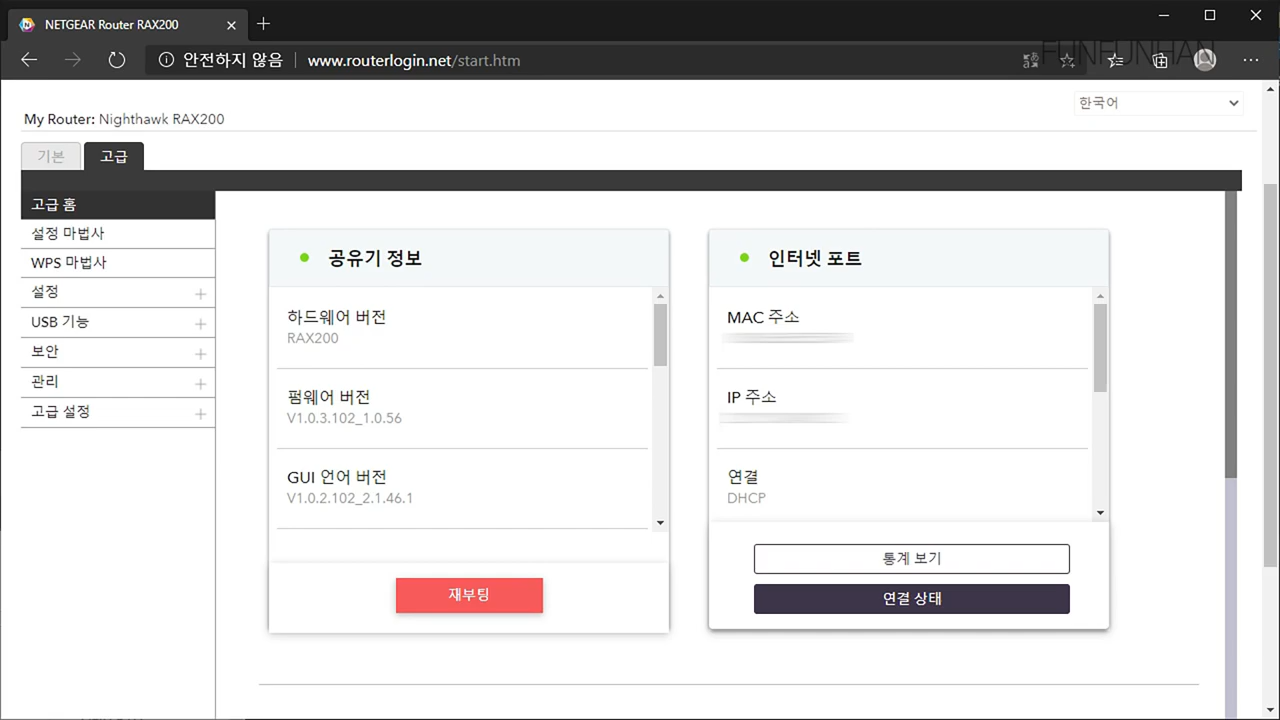 NETGEAR Router RAX200
안전하지 않음 www.routerlogin.net/start.htm
FUNFUNHAN
한국어
My Router: Nighthawk RAX200
기본 고급
고급 홈
설정 마법사
WPS 마법사
설정
USB 기능
보안
관리
고급 설정
공유기 정보
하드웨어 버전
RAX200
펌웨어 버전
V1.0.3.102_1.0.56
GUI 언어 버전
V1.0.2.102_2.1.46.1
재부팅
인터넷 포트
MAC 주소
IP 주소
연결
DHCP
통계 보기
연결 상태